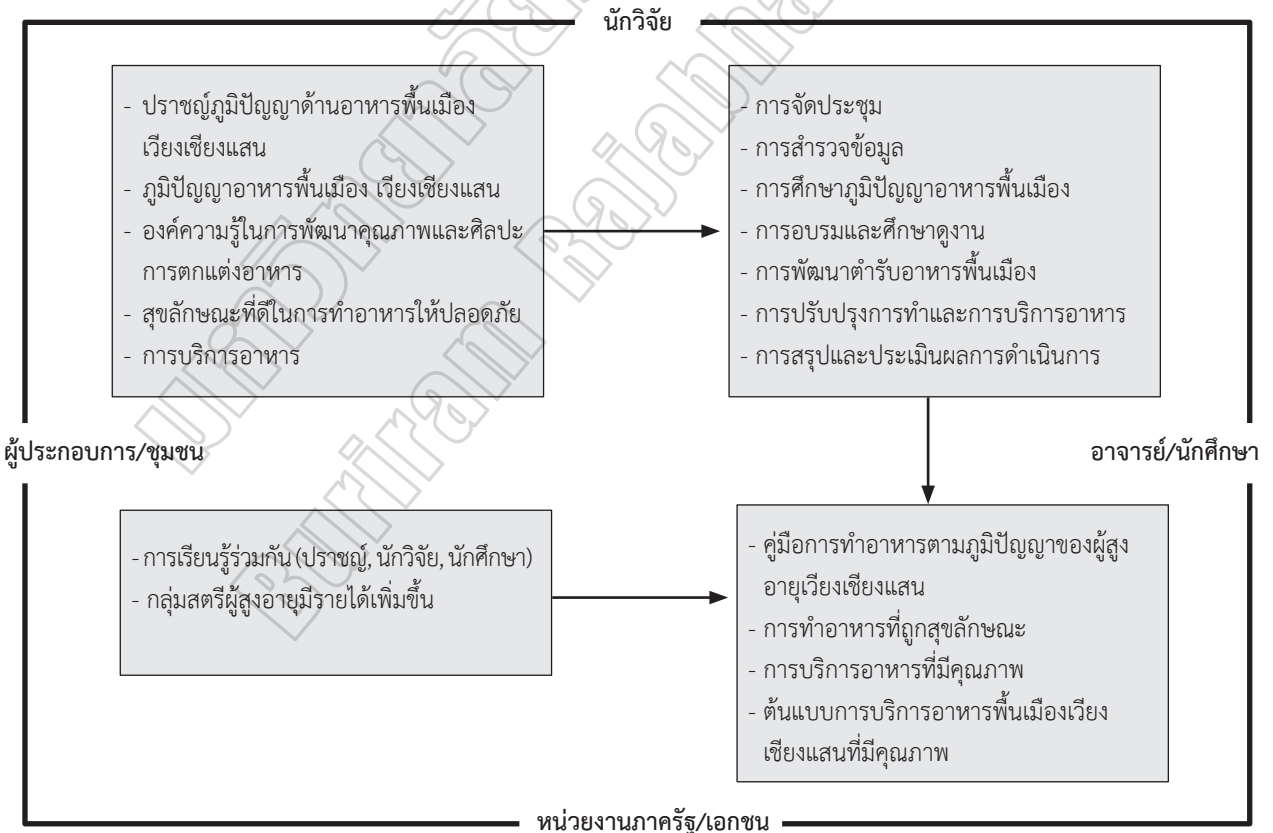 นักวิจัย
- ปราชญ์ภูมิปัญญาด้านอาหารพื้นเมือง
เวียงเชียงแสน
- ภูมิปัญญาอาหารพื้นเมือง เวียงเชียงแสน
- องค์ความรู้ในการพัฒนาคุณภาพและศิลปะ
การตกแต่งอาหาร
- สุขลักษณะที่ดีในการทำอาหารให้ปลอดภัย
- การบริการอาหาร
- การจัดประชุม
- การสำรวจข้อมูล
- การศึกษาภูมิปัญญาอาหารพื้นเมือง
- การอบรมและศึกษาดูงาน
- การพัฒนาตำรับอาหารพื้นเมือง
- การปรับปรุงการทำและการบริการอาหาร
- การสรุปและประเมินผลการดำเนินการ
ผู้ประกอบการ/ชุมชน
อาจารย์/นักศึกษา
- การเรียนรู้ร่วมกัน (ปราชญ์, นักวิจัย, นักศึกษา)
- กลุ่มสตรีผู้สูงอายุมีรายได้เพิ่มขึ้น
- คู่มือการทำอาหารตามภูมิปัญญาของผู้สูง
อายุเวียงเชียงแสน
- การทำอาหารที่ถูกสุขลักษณะ
- การบริการอาหารที่มีคุณภาพ
- ต้นแบบการบริการอาหารพื้นเมืองเวียง
เชียงแสนที่มีคุณภาพ
หน่วยงานภาครัฐ/เอกชน
Buriram